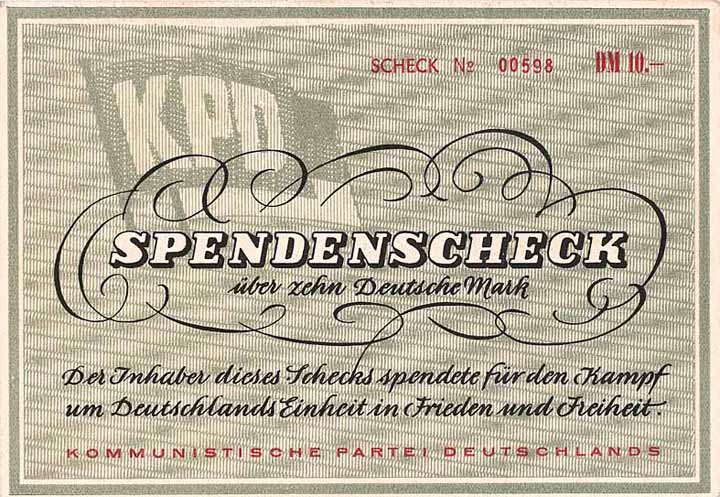 SCHECK No 00598 DM 10.—
KPD
SPENDENSCHECK
über zehn Deutsche Mark
Der Inhaber dieses Schecks spendete für den Kampf
um Deutschlands Einheit in Frieden und Freiheit.
KOMMUNISTISCHE PARTEI DEUTSCHLANDS